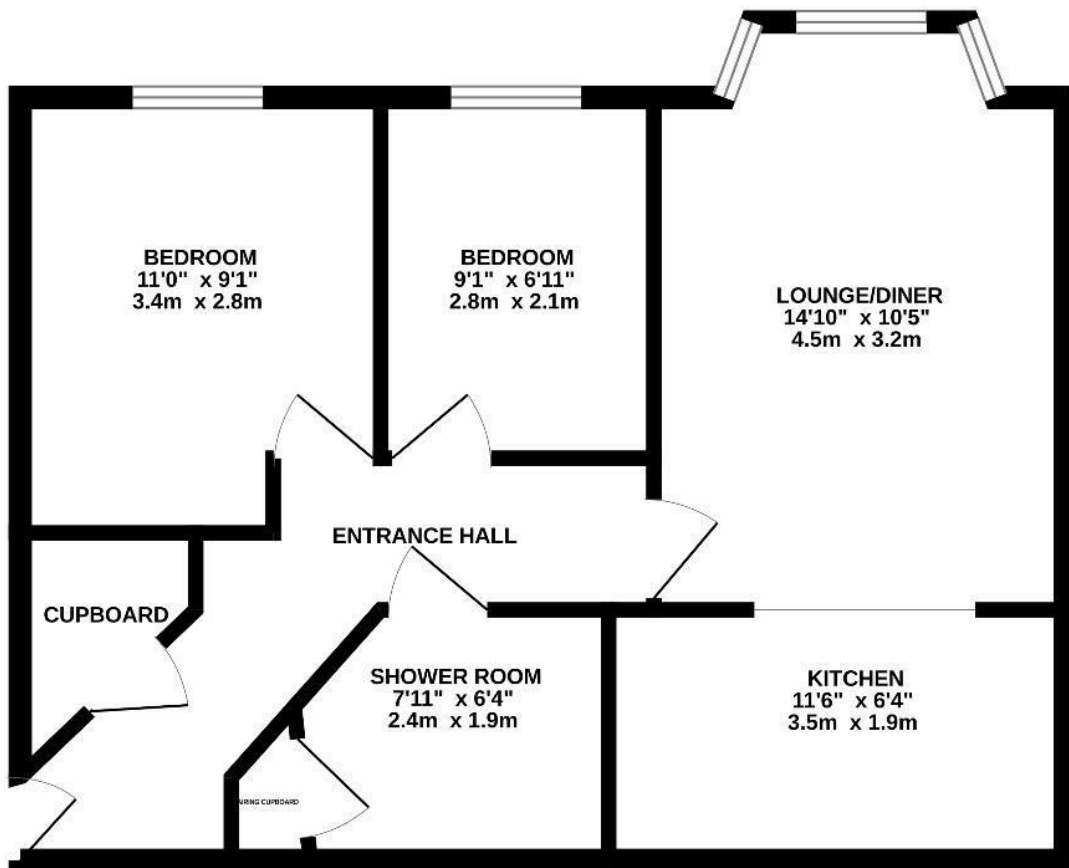 BEDROOM
11'0" x 9'1"
3.4m x 2.8m
BEDROOM
9'1" x 6'11"
2.8m x 2.1m
LOUNGE/DINER
14'10" x 10'5"
4.5m x 3.2m
ENTRANCE HALL
CUPBOARD
SHOWER ROOM
7'11" x 6'4"
2.4m x 1.9m
KITCHEN
11'6" x 6'4"
3.5m x 1.9m
AIRING CUPBOARD